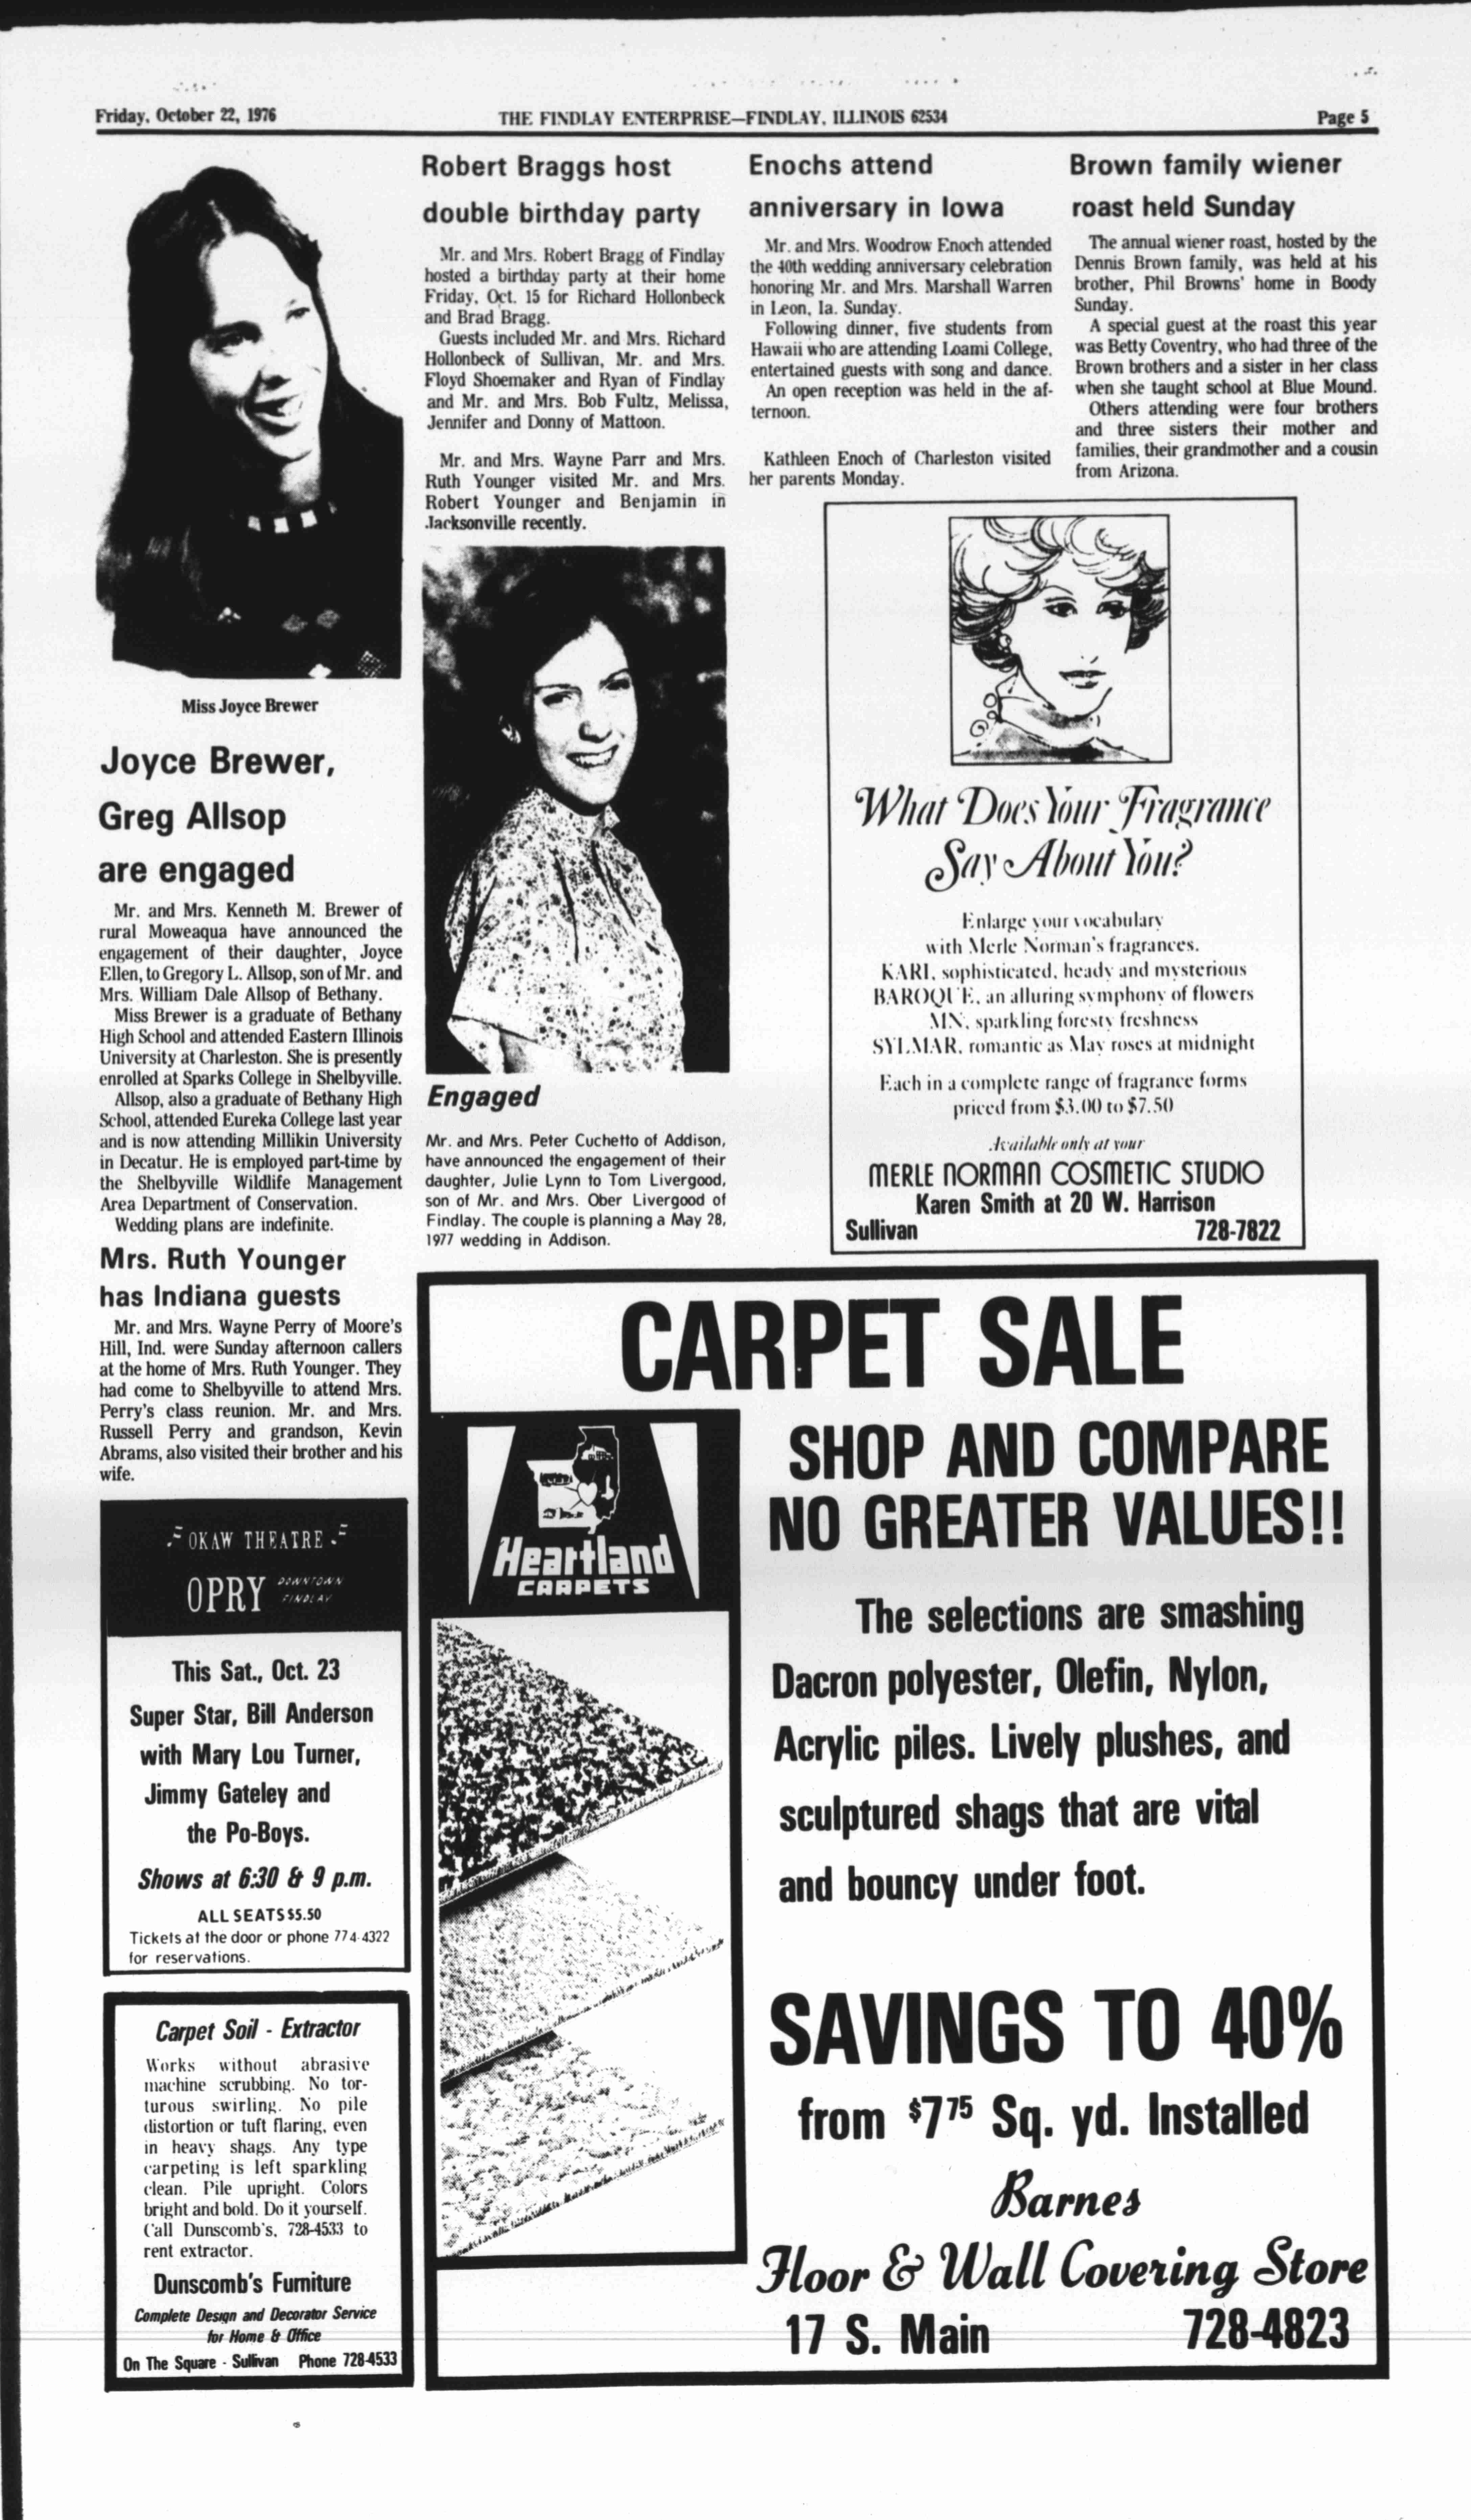 Friday, October 22, 1976
THE FINDLAY ENTERPRISE—FINDLAY, ILLINOIS 62534
Page 5
Miss Joyce Brewer
Joyce Brewer,
Greg Allsop
are engaged
Mr. and Mrs. Kenneth M. Brewer of
rural Moweaqua have announced the
engagement of their daughter, Joyce
Ellen, to Gregory L. Allsop, son of Mr. and
Mrs. William Dale Allsop of Bethany.
Miss Brewer is a graduate of Bethany
High School and attended Eastern Illinois
University at Charleston. She is presently
enrolled at Sparks College in Shelbyville.
Allsop, also a graduate of Bethany High
School, attended Eureka College last year
and is now attending Millikin University
in Decatur. He is employed part-time by
the Shelbyville Wildlife Management
Area Department of Conservation.
Wedding plans are indefinite.
Mrs. Ruth Younger
has Indiana guests
Mr. and Mrs. Wayne Perry of Moore's
Hill, Ind. were Sunday afternoon callers
at the home of Mrs. Ruth Younger. They
had come to Shelbyville to attend Mrs.
Perry's class reunion. Mr. and Mrs.
Russell Perry and grandson, Kevin
Abrams, also visited their brother and his
wife.
OKAW THEATRE
OPRY DOWNTOWN
FINDLAY
This Sat., Oct. 23
Super Star, Bill Anderson
with Mary Lou Turner,
Jimmy Gateley and
the Po-Boys.
Shows at 6:30 & 9 p.m.
ALL SEATS $5.50
Tickets at the door or phone 774-4322
for reservations.
Carpet Soil - Extractor
Works without abrasive
machine scrubbing. No tor-
turous swirling. No pile
distortion or tuft flaring, even
in heavy shags. Any type
carpeting is left sparkling
clean. Pile upright. Colors
bright and bold. Do it yourself.
Call Dunscomb's, 728-4533 to
rent extractor.
Dunscomb's Furniture
Complete Design and Decorator Service
for Home & Office
On The Square - Sullivan Phone 728-4533
Robert Braggs host
double birthday party
Mr. and Mrs. Robert Bragg of Findlay
hosted a birthday party at their home
Friday, Oct. 15 for Richard Hollonbeck
and Brad Bragg.
Guests included Mr. and Mrs. Richard
Hollonbeck of Sullivan, Mr. and Mrs.
Floyd Shoemaker and Ryan of Findlay
and Mr. and Mrs. Bob Fultz, Melissa,
Jennifer and Donny of Mattoon.
Mr. and Mrs. Wayne Parr and Mrs.
Ruth Younger visited Mr. and Mrs.
Robert Younger and Benjamin in
Jacksonville recently.
Engaged
Mr. and Mrs. Peter Cuchetto of Addison,
have announced the engagement of their
daughter, Julie Lynn to Tom Livergood,
son of Mr. and Mrs. Ober Livergood of
Findlay. The couple is planning a May 28,
1977 wedding in Addison.
Enochs attend
anniversary in Iowa
Mr. and Mrs. Woodrow Enoch attended
the 40th wedding anniversary celebration
honoring Mr. and Mrs. Marshall Warren
in Leon, Ia. Sunday.
Following dinner, five students from
Hawaii who are attending Loami College,
entertained guests with song and dance.
An open reception was held in the af-
ternoon.
Kathleen Enoch of Charleston visited
her parents Monday.
Brown family wiener
roast held Sunday
The annual wiener roast, hosted by the
Dennis Brown family, was held at his
brother, Phil Browns' home in Boody
Sunday.
A special guest at the roast this year
was Betty Coventry, who had three of the
Brown brothers and a sister in her class
when she taught school at Blue Mound.
Others attending were four brothers
and three sisters their mother and
families, their grandmother and a cousin
from Arizona.
What Does Your Fragrance
Say About You?
Enlarge your vocabulary
with Merle Norman's fragrances.
KARI, sophisticated, heady and mysterious
BAROQUE, an alluring symphony of flowers
MN, sparkling foresty freshness
SYLMAR, romantic as May roses at midnight
Each in a complete range of fragrance forms
priced from $3.00 to $7.50
Available only at your
MERLE NORMAN COSMETIC STUDIO
Karen Smith at 20 W. Harrison
Sullivan 728-7822
CARPET SALE
Heartland
CARPETS
SHOP AND COMPARE
NO GREATER VALUES!!
The selections are smashing
Dacron polyester, Olefin, Nylon,
Acrylic piles. Lively plushes, and
sculptured shags that are vital
and bouncy under foot.
SAVINGS TO 40%
from $7 75 Sq. yd. Installed
Barnes
Floor & Wall Covering Store
17 S. Main 728-4823